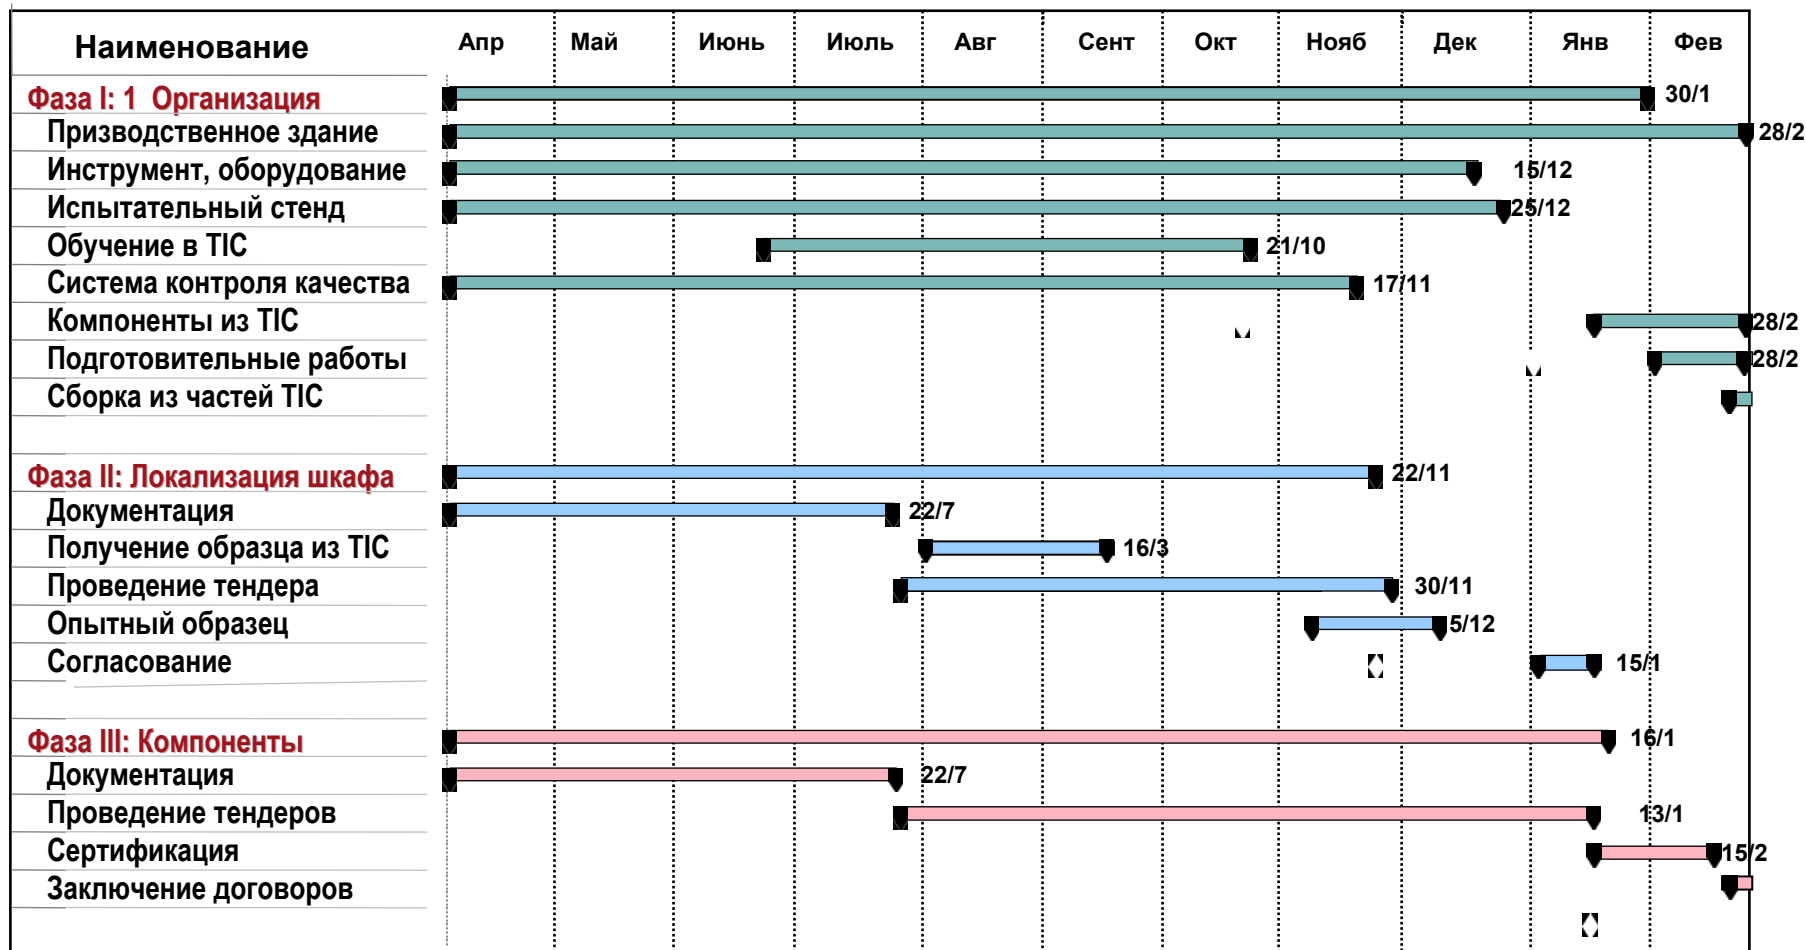 Наименование Апр Май Июнь Июль Авг Сент Окт Нояб Дек Янв Фев
Фаза I: 1 Организация 30/1
Призводственное здание 28/2
Инструмент, оборудование 15/12
Испытательный стенд 25/12
Обучение в TIC 21/10
Система контроля качества 17/11
Компоненты из TIC 28/2
Подготовительные работы 28/2
Сборка из частей TIC
Фаза II: Локализация шкафа 22/11
Документация 22/7
Получение образца из TIC 16/3
Проведение тендера 30/11
Опытный образец 5/12
Согласование 15/1
Фаза III: Компоненты 16/1
Документация 22/7
Проведение тендеров 13/1
Сертификация 15/2
Заключение договоров